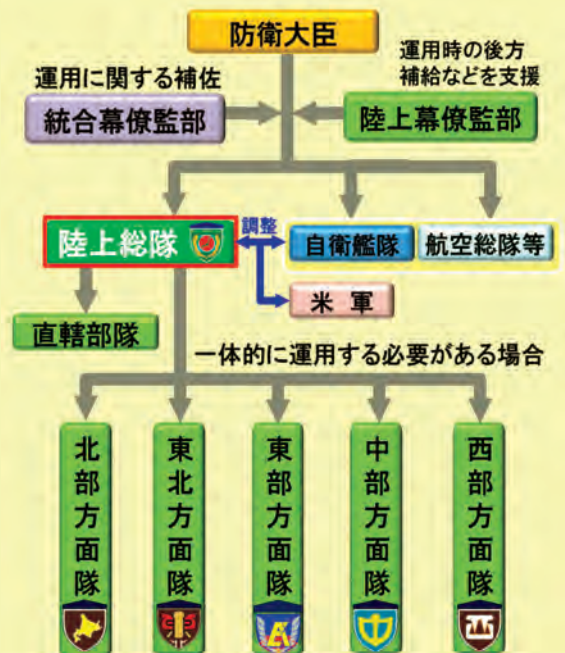 防衛大臣
運用に関する補佐
統合幕僚監部
運用時の後方
補給などを支援
陸上幕僚監部
陸上総隊
調整
自衛艦隊
航空総隊等
米軍
直轄部隊
一体的に運用する必要がある場合
北部方面隊
東北方面隊
東部方面隊
中部方面隊
西部方面隊